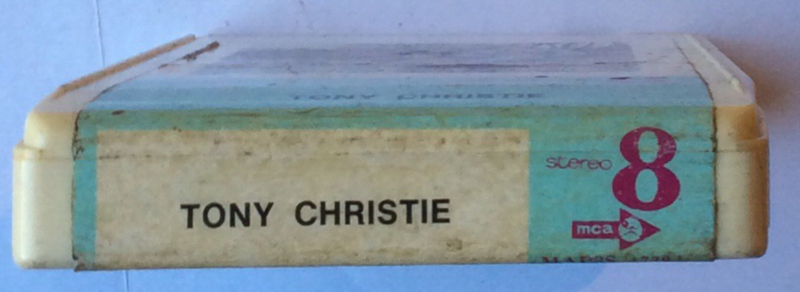 TONY CHRISTIE
TONY CHRISTIE
stereo 8
mca